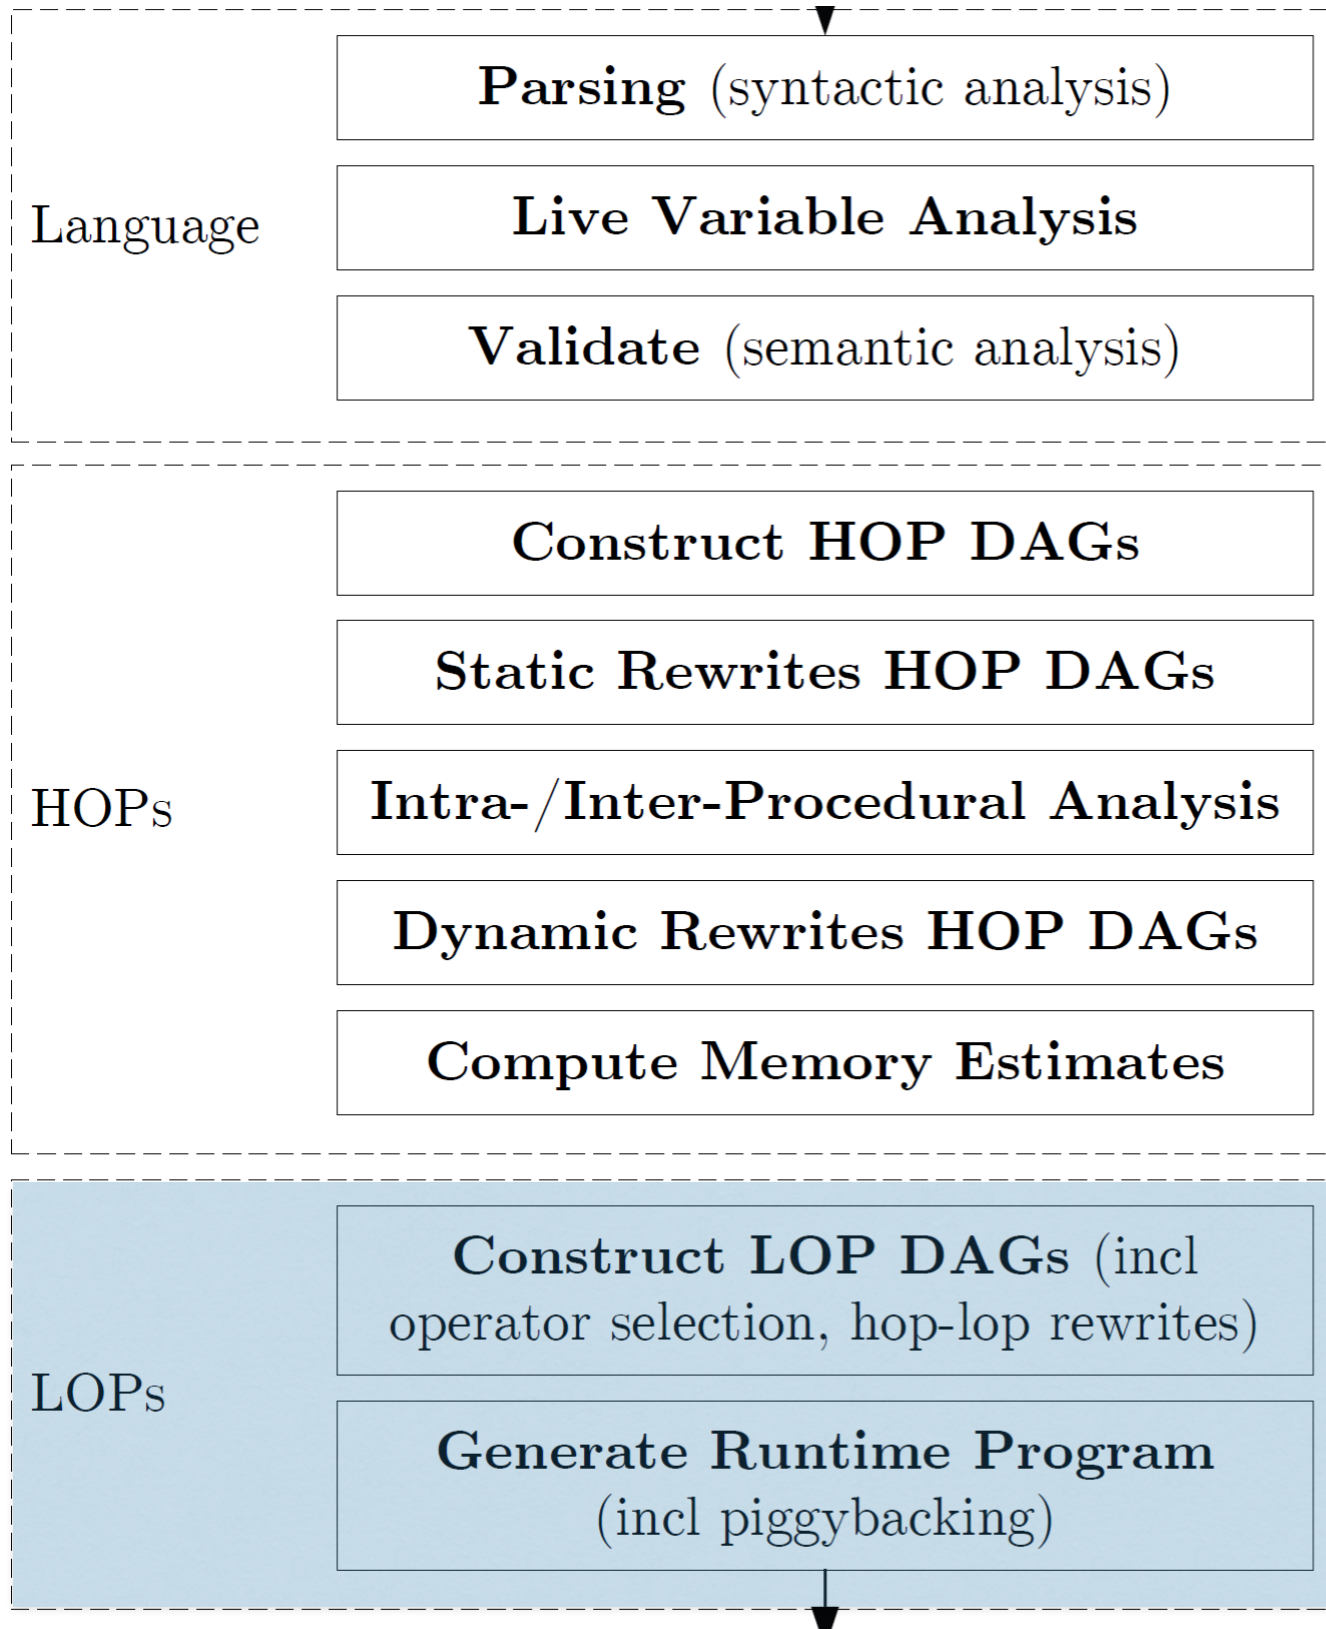 Parsing (syntactic analysis)
Language
Live Variable Analysis
Validate (semantic analysis)
Construct HOP DAGs
Static Rewrites HOP DAGs
HOPs
Intra-/Inter-Procedural Analysis
Dynamic Rewrites HOP DAGs
Compute Memory Estimates
LOPs
Construct LOP DAGs (incl
operator selection, hop-lop rewrites)
Generate Runtime Program
(incl piggybacking)